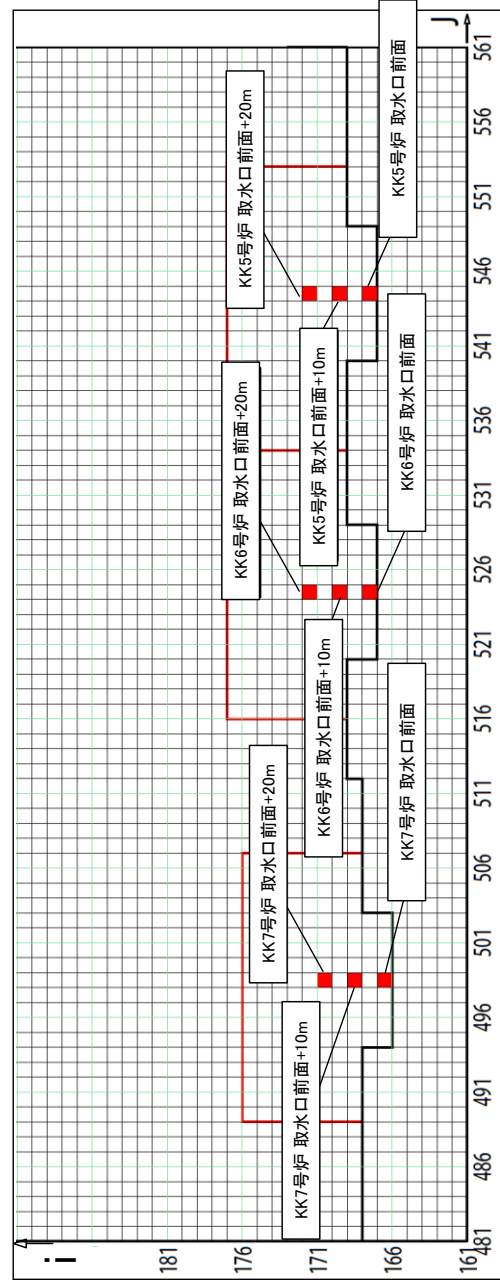 J
561
556
551
546
541
536
531
526
521
516
511
506
501
496
491
486
481
i
181
176
171
166
161
KK5号炉 取水口前面+20m
KK5号炉 取水口前面+10m
KK5号炉 取水口前面
KK6号炉 取水口前面+20m
KK6号炉 取水口前面+10m
KK6号炉 取水口前面
KK7号炉 取水口前面+20m
KK7号炉 取水口前面+10m
KK7号炉 取水口前面